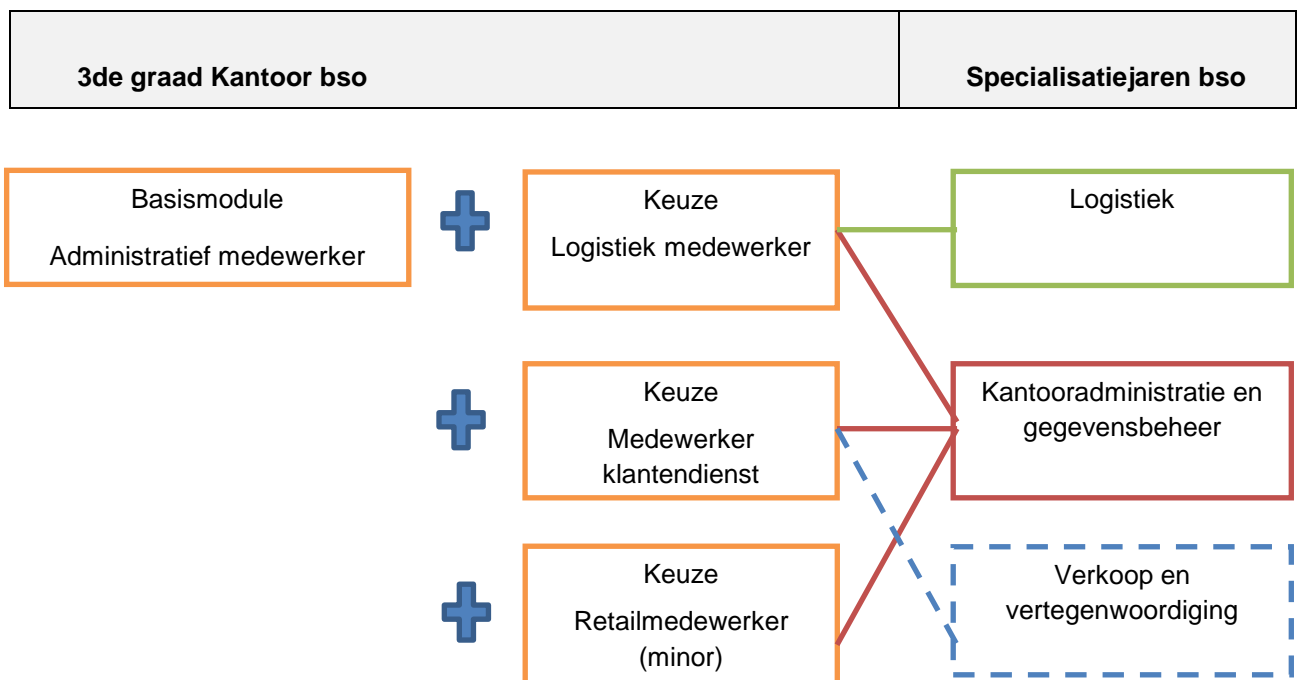 3de graad Kantoor bso
Specialisatiejaren bso
Basismodule
Administratief medewerker
Keuze
Logistiek medewerker
Logistiek
Keuze
Medewerker
klantendienst
Kantooradministratie en
gegevensbeheer
Keuze
Retailmedewerker
(minor)
Verkoop en
vertegenwoordiging